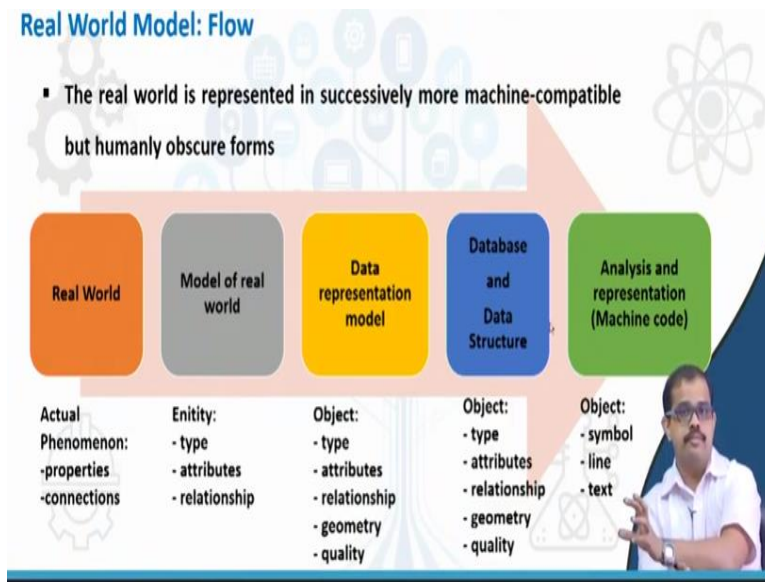 Real World Model: Flow
▪ The real world is represented in successively more machine-compatible
but humanly obscure forms
Real World
Model of real
world
Data
representation
model
Database
and
Data
Structure
Analysis and
representation
(Machine code)
Actual
Phenomenon:
-properties
-connections
Enitity:
- type
- attributes
- relationship
Object:
- type
- attributes
- relationship
- geometry
- quality
Object:
- type
- attributes
- relationship
- geometry
- quality
Object:
- symbol
- line
- text